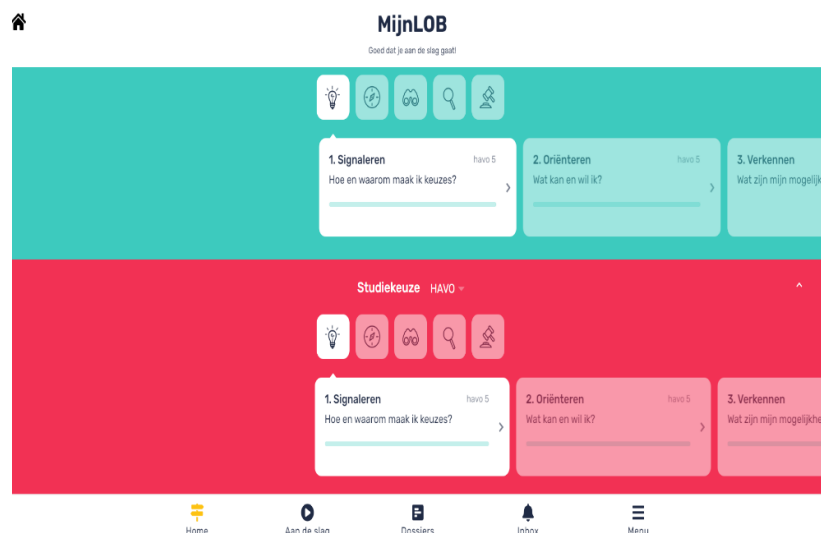 MijnLOB
Goed dat je aan de slag gaat!
1. Signaleren havo 5
Hoe en waarom maak ik keuzes?
2. Oriënteren havo 5
Wat kan en wil ik?
3. Verkennen
Wat zijn mijn mogelijk
Studiekeuze HAVO
1. Signaleren havo 5
Hoe en waarom maak ik keuzes?
2. Oriënteren havo 5
Wat kan en wil ik?
3. Verkennen
Wat zijn mijn mogelijkhe
Home Aan de slag Dossiers Inbox Menu